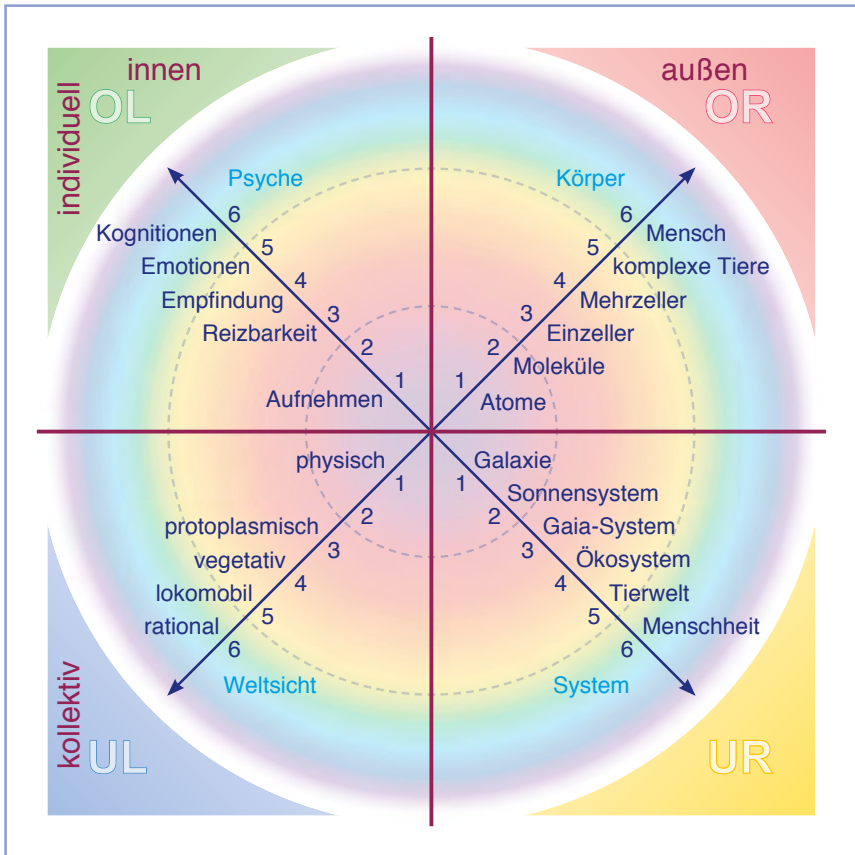 innen
außen
OL
OR
individuell
Psyche
Körper
6
6
Kognitionen
Mensch
5
5
Emotionen
komplexe Tiere
4
4
Empfindung
Mehrzeller
3
3
Reizbarkeit
Einzeller
2
2
Moleküle
1
1
Aufnehmen
Atome
physisch
Galaxie
1
1
Sonnensystem
2
2
protoplasmisch
Gaia-System
3
3
vegetativ
Ökosystem
4
4
lokomobil
Tierwelt
5
5
rational
Menschheit
6
6
Weltsicht
System
kollektiv
UL
UR